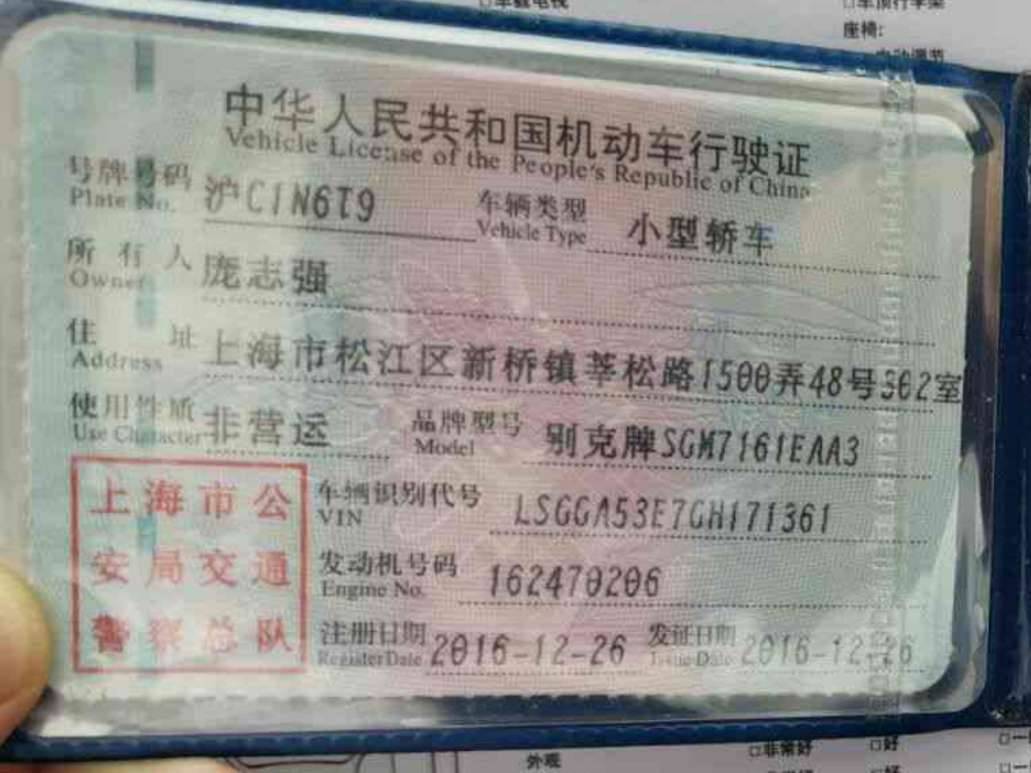 座椅:
中华人民共和国机动车行驶证
Vehicle License of the People's Republic of China
号牌号码 沪C1N6T9 车辆类型 小型轿车
Plate No. Vehicle Type
所有人 庞志强
Owner
住址 上海市松江区新桥镇莘松路1500弄48号302室
Address
使用性质 非营运 品牌型号 别克牌SGM7161EAA3
Use Character Model
上海市公
安局交通
警察总队
车辆识别代号 LSGGA53E7GH171361
VIN
发动机号码 162470206
Engine No.
注册日期 2016-12-26 发证日期 2016-12-26
Register Date Issue Date
外观 □非常好 □好